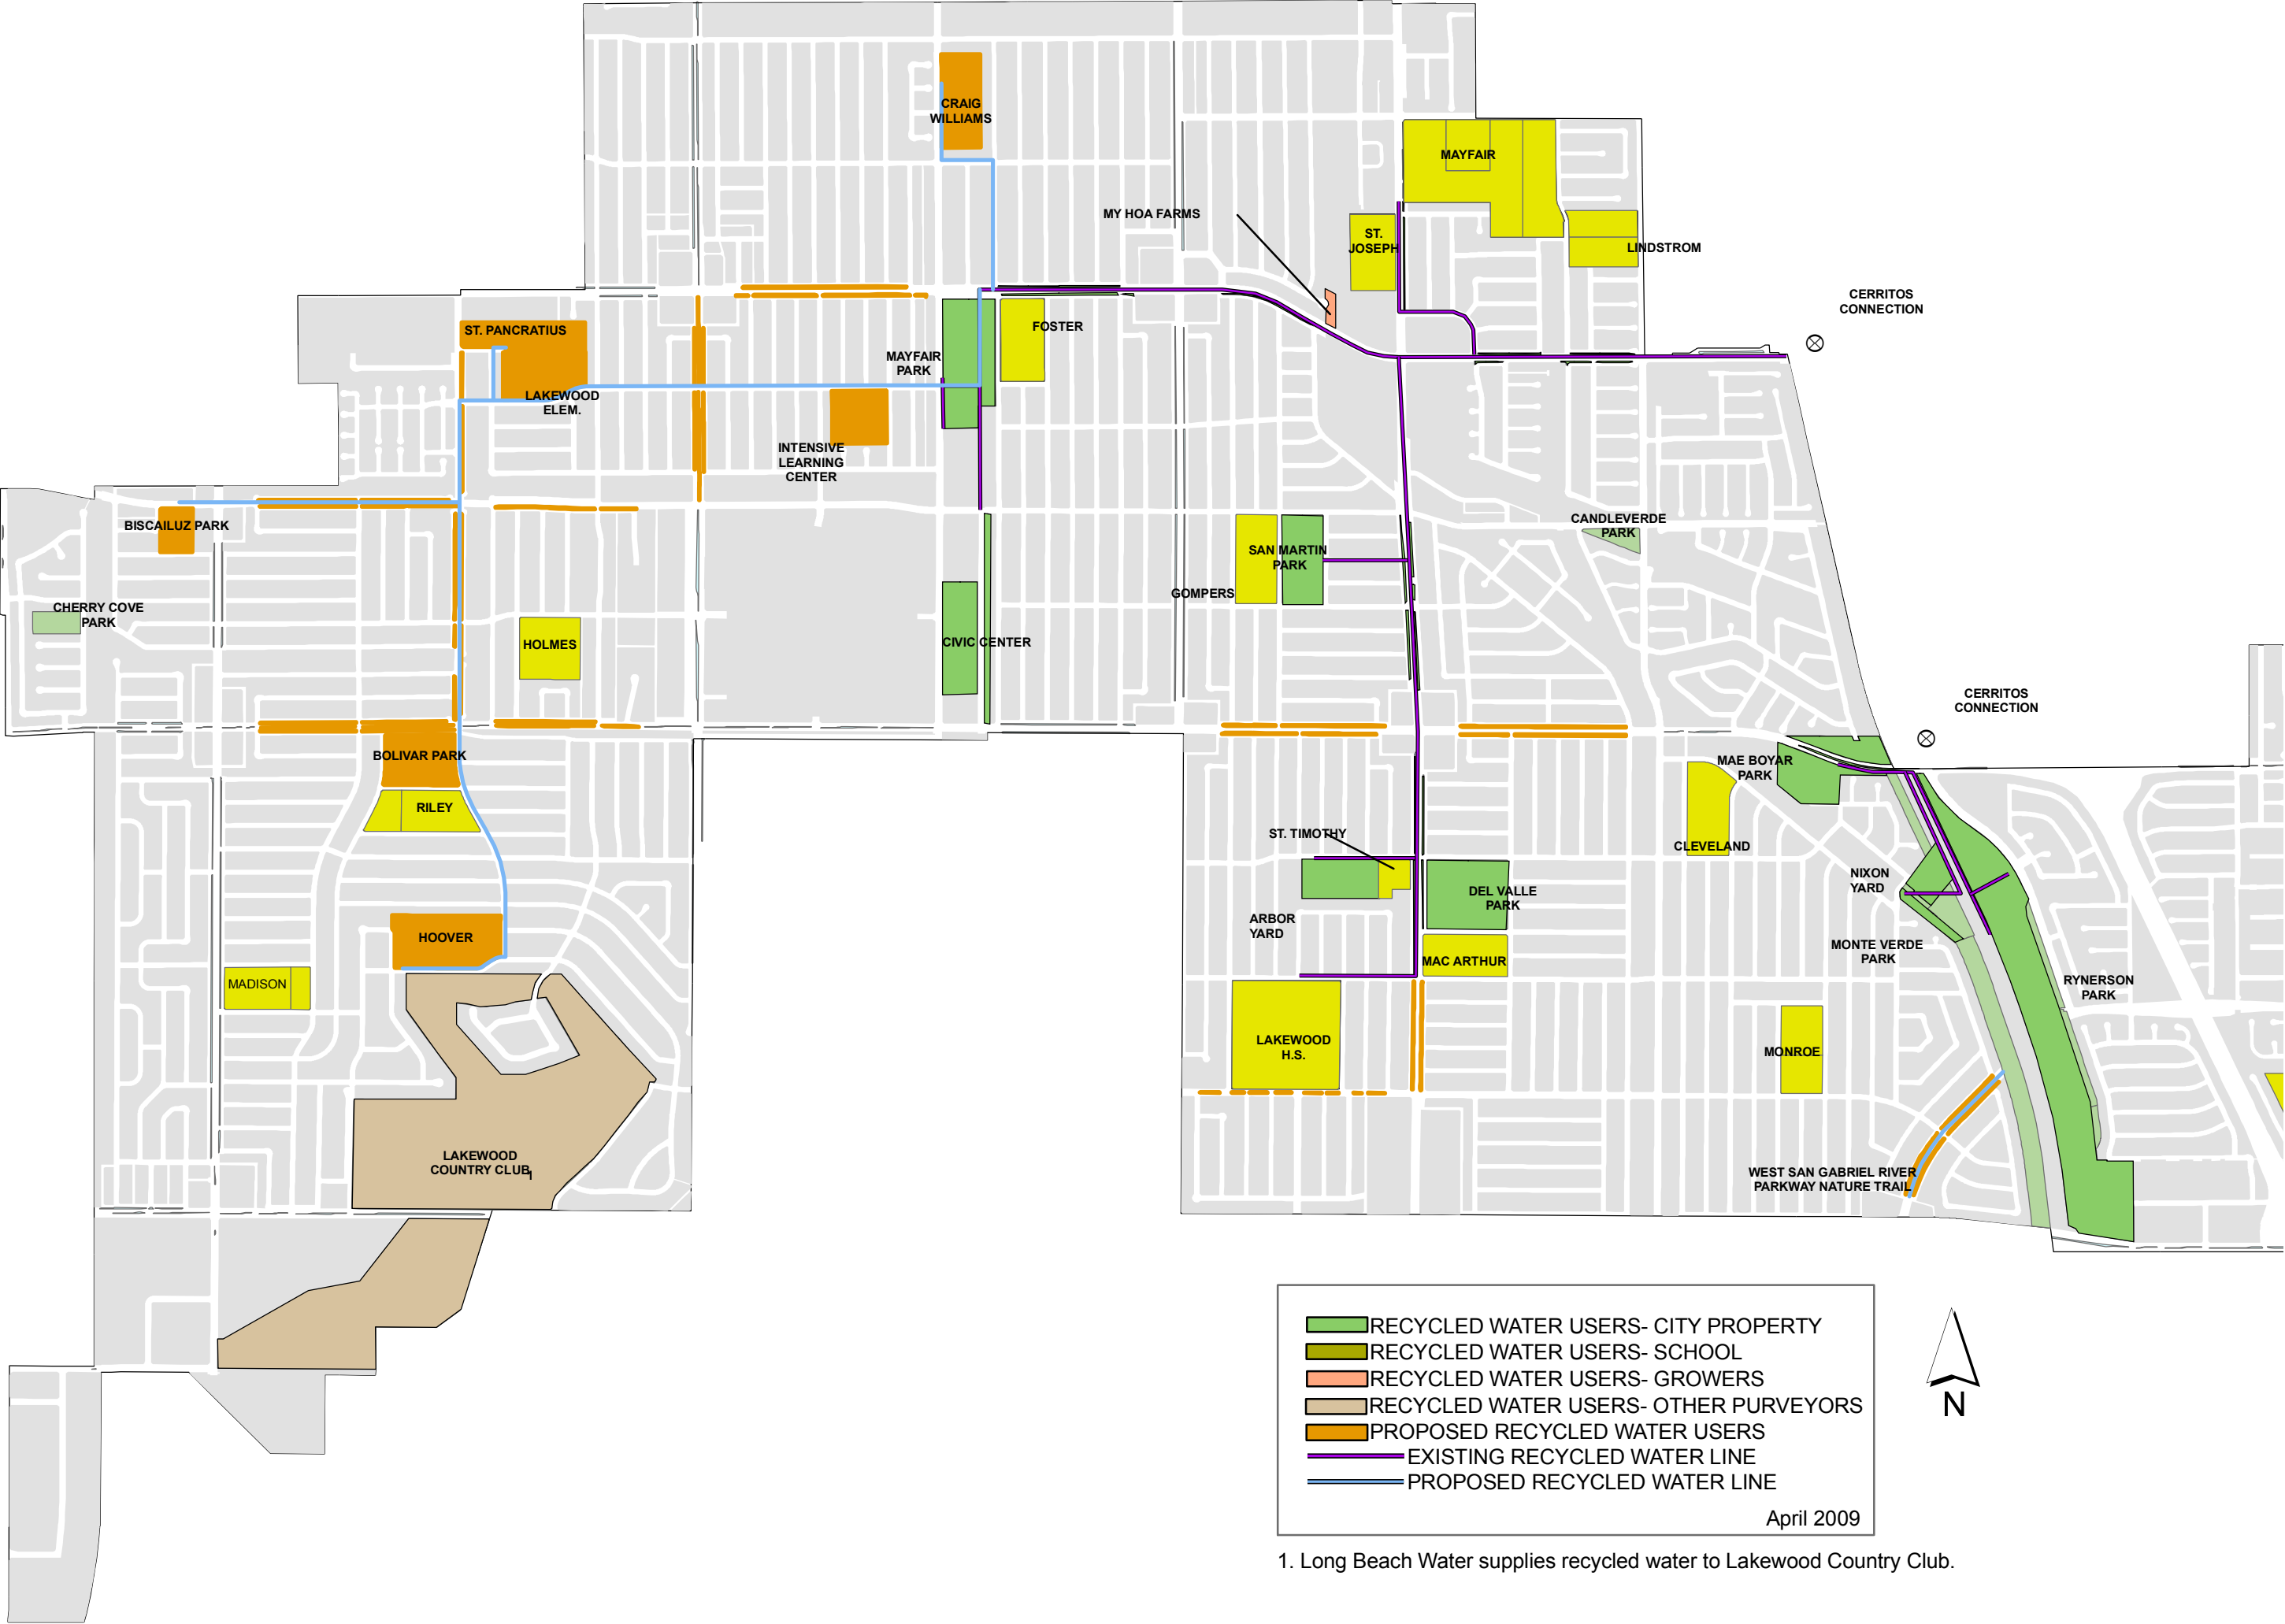 CRAIG
WILLIAMS
MAYFAIR
MY HOA FARMS
ST.
JOSEPH
LINDSTROM
CERRITOS
CONNECTION
ST. PANCRATIUS
FOSTER
MAYFAIR
PARK
LAKEWOOD
ELEM.
INTENSIVE
LEARNING
CENTER
BISCAILUZ PARK
CANDLEVERDE
PARK
SAN MARTIN
PARK
GOMPERS
CHERRY COVE
PARK
HOLMES
CIVIC CENTER
CERRITOS
CONNECTION
BOLIVAR PARK
MAE BOYAR
PARK
RILEY
ST. TIMOTHY
CLEVELAND
NIXON
YARD
DEL VALLE
PARK
ARBOR
YARD
HOOVER
MONTE VERDE
PARK
MAC ARTHUR
MADISON
RYNERSON
PARK
LAKEWOOD
H.S.
MONROE
LAKEWOOD
COUNTRY CLUB1
WEST SAN GABRIEL RIVER
PARKWAY NATURE TRAIL
RECYCLED WATER USERS- CITY PROPERTY
RECYCLED WATER USERS- SCHOOL
RECYCLED WATER USERS- GROWERS
RECYCLED WATER USERS- OTHER PURVEYORS
PROPOSED RECYCLED WATER USERS
EXISTING RECYCLED WATER LINE
PROPOSED RECYCLED WATER LINE
April 2009
N
1. Long Beach Water supplies recycled water to Lakewood Country Club.